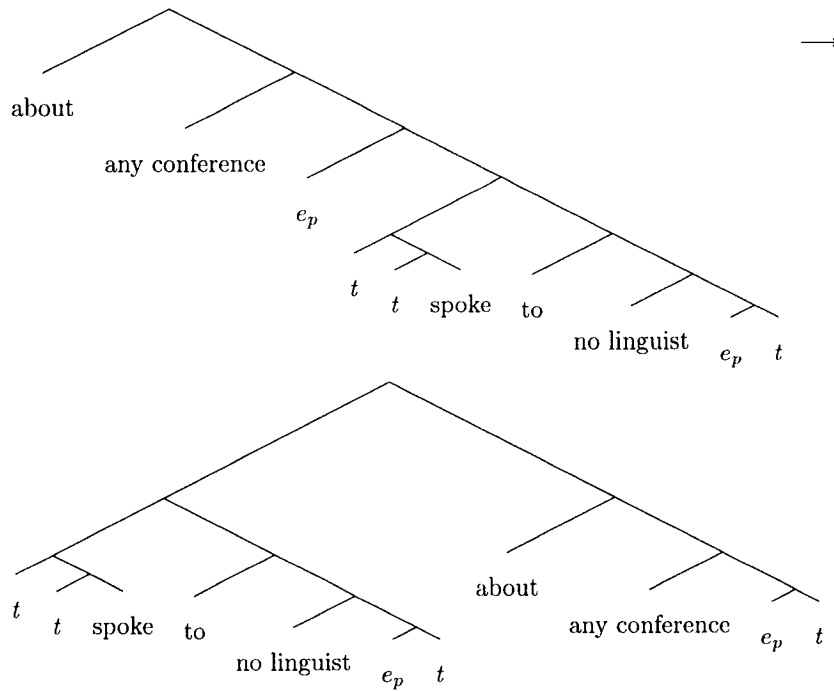 →
about
any conference
e_p
t t spoke to
no linguist e_p t
about
t t spoke to
any conference e_p t
no linguist e_p t